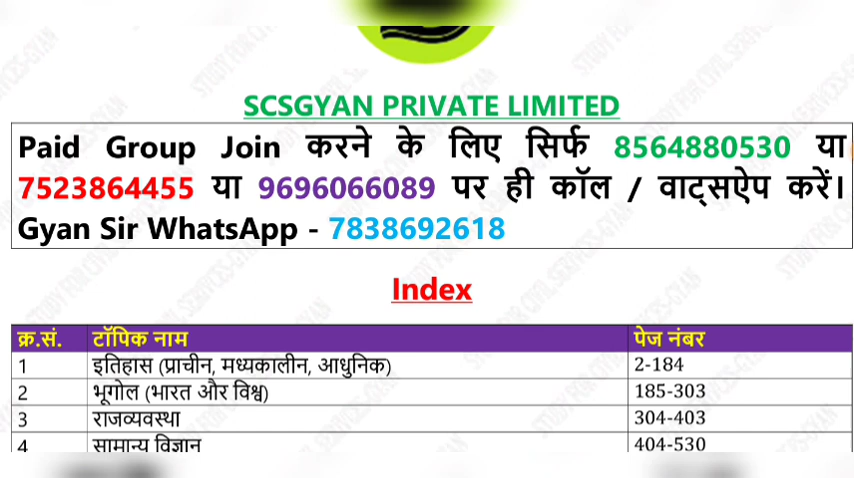 SCSGYAN PRIVATE LIMITED
Paid Group Join करने के लिए सिर्फ 8564880530 या
7523864455 या 9696066089 पर ही कॉल / वाट्सऐप करें।
Gyan Sir WhatsApp - 7838692618
Index
क्र.सं. टॉपिक नाम पेज नंबर
1 इतिहास (प्राचीन, मध्यकालीन, आधुनिक) 2-184
2 भूगोल (भारत और विश्व) 185-303
3 राजव्यवस्था 304-403
4 सामान्य विज्ञान 404-530